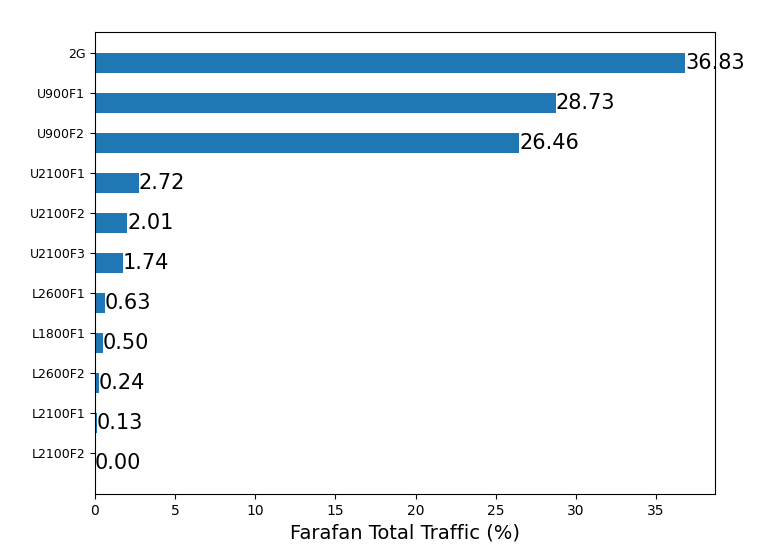 2G 36.83
U900F1 28.73
U900F2 26.46
U2100F1 2.72
U2100F2 2.01
U2100F3 1.74
L2600F1 0.63
L1800F1 0.50
L2600F2 0.24
L2100F1 0.13
L2100F2 0.00
0 5 10 15 20 25 30 35
Farafan Total Traffic (%)